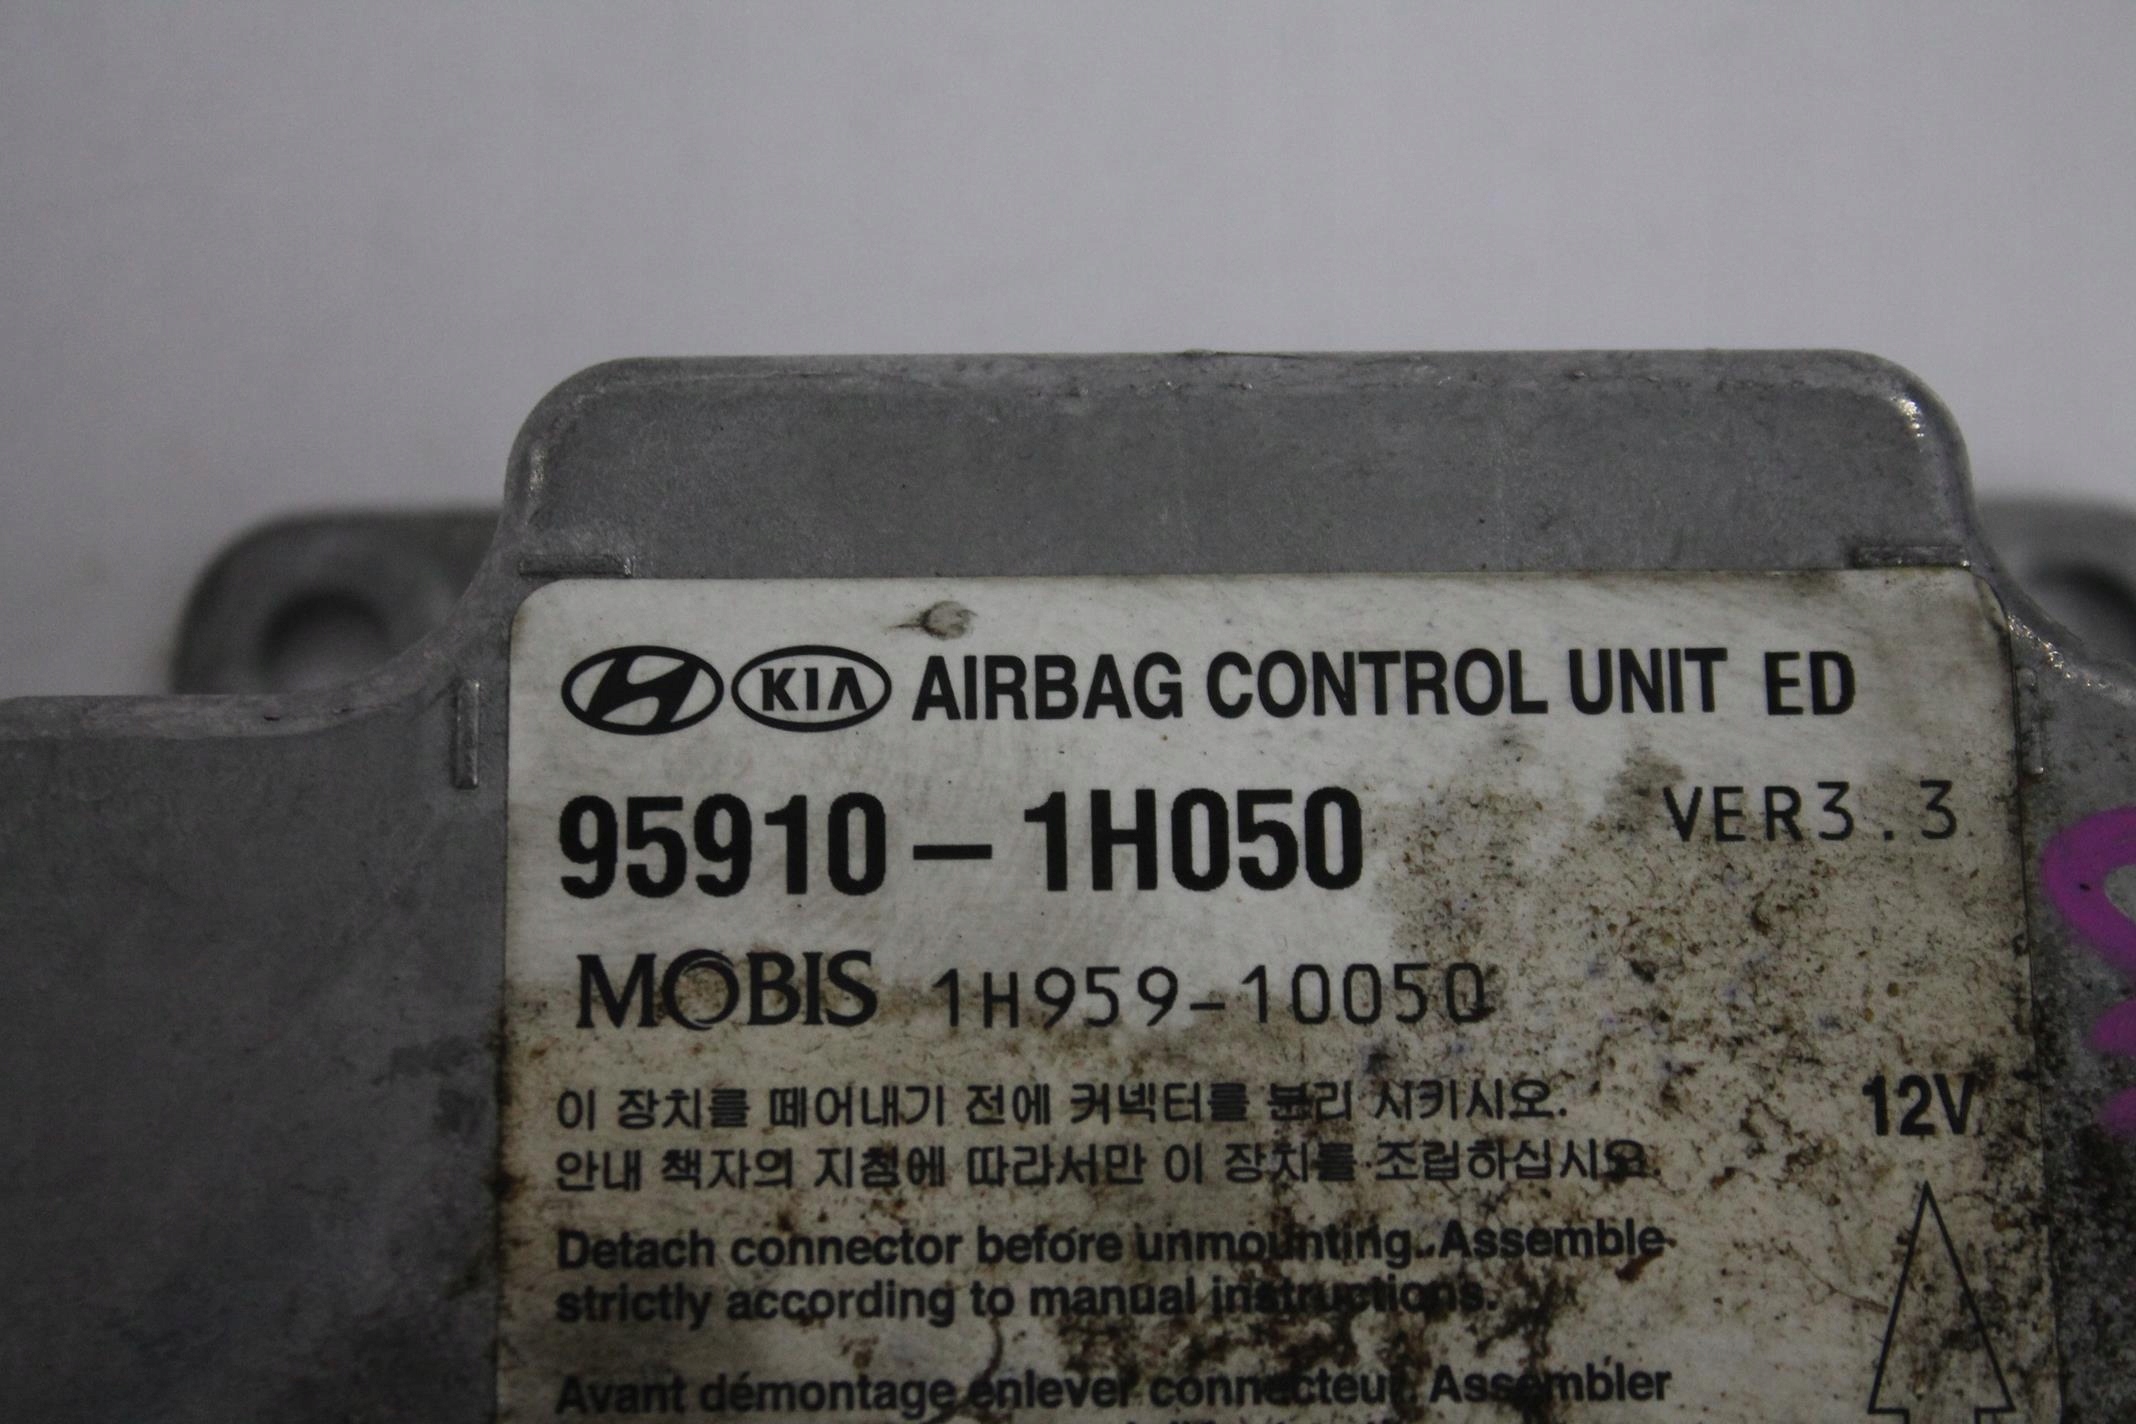 KIA AIRBAG CONTROL UNIT ED
95910-1H050 VER3.3
MOBIS 1H959-10050
이 장치를 떼어내기 전에 커넥터를 분리 시키시오.
안내 책자의 지침에 따라서만 이 장치를 조립하십시오.
12V
Detach connector before unmounting. Assemble
strictly according to manual instructions.
Avant démontage enlever connecteur. Assembler